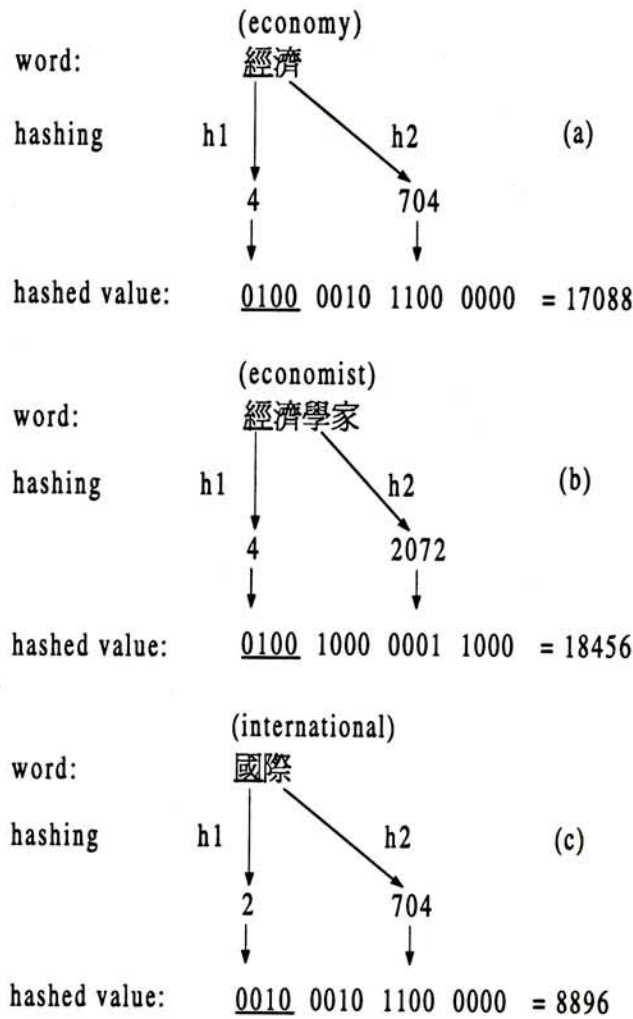 (economy)
word: 經濟
hashing h1 h2 (a)
4 704
hashed value: 0100 0010 1100 0000 = 17088
(economist)
word: 經濟學家
hashing h1 h2 (b)
4 2072
hashed value: 0100 1000 0001 1000 = 18456
(international)
word: 國際
hashing h1 h2 (c)
2 704
hashed value: 0010 0010 1100 0000 = 8896